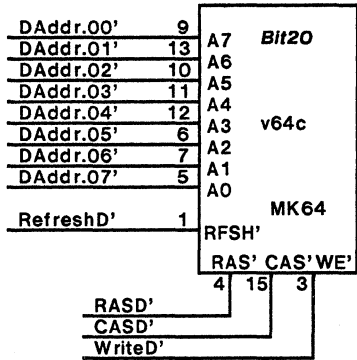 DAddr.00' 9 A7 Bit20
DAddr.01' 13 A6
DAddr.02' 10 A5
DAddr.03' 11 A4
DAddr.04' 12 A3 v64c
DAddr.05' 6 A2
DAddr.06' 7 A1
DAddr.07' 5 A0
MK64
RefreshD' 1 RFSH'
RAS' CAS' WE'
4 15 3
RASD'
CASD'
WriteD'